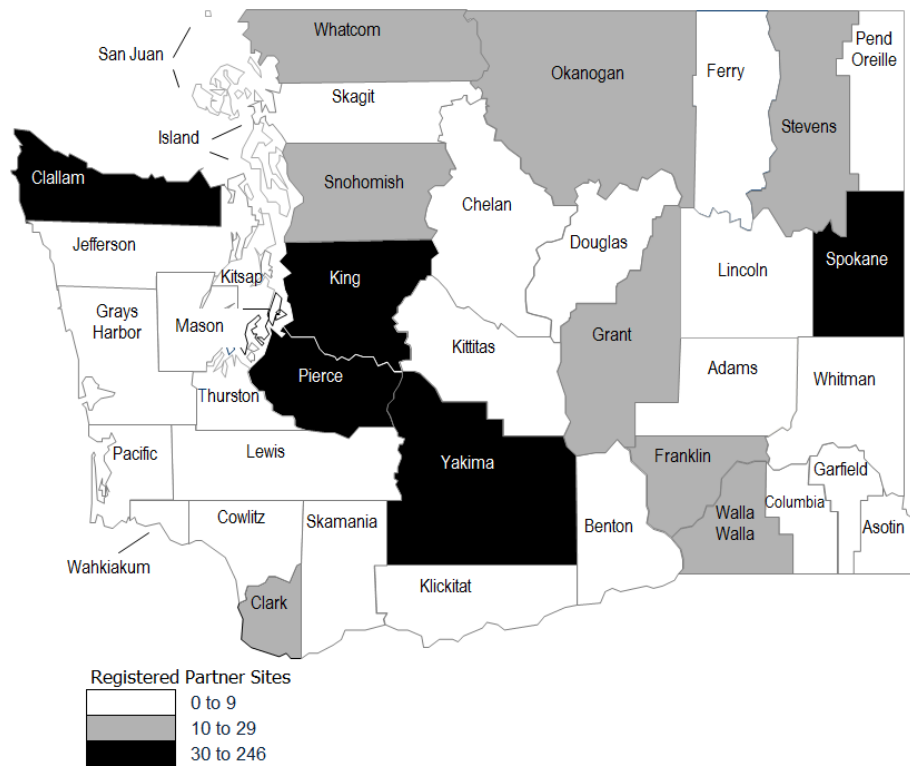 Whatcom
San Juan
Okanogan
Pend
Oreille
Ferry
Skagit
Stevens
Island
Clallam
Snohomish
Chelan
Jefferson
Douglas
Spokane
Kitsap
King
Lincoln
Grays
Harbor
Mason
Grant
Kittitas
Adams
Pierce
Whitman
Thurston
Pacific
Lewis
Yakima
Franklin
Garfield
Columbia
Walla
Walla
Cowlitz
Skamania
Benton
Asotin
Wahkiakum
Klickitat
Clark
Registered Partner Sites
0 to 9
10 to 29
30 to 246